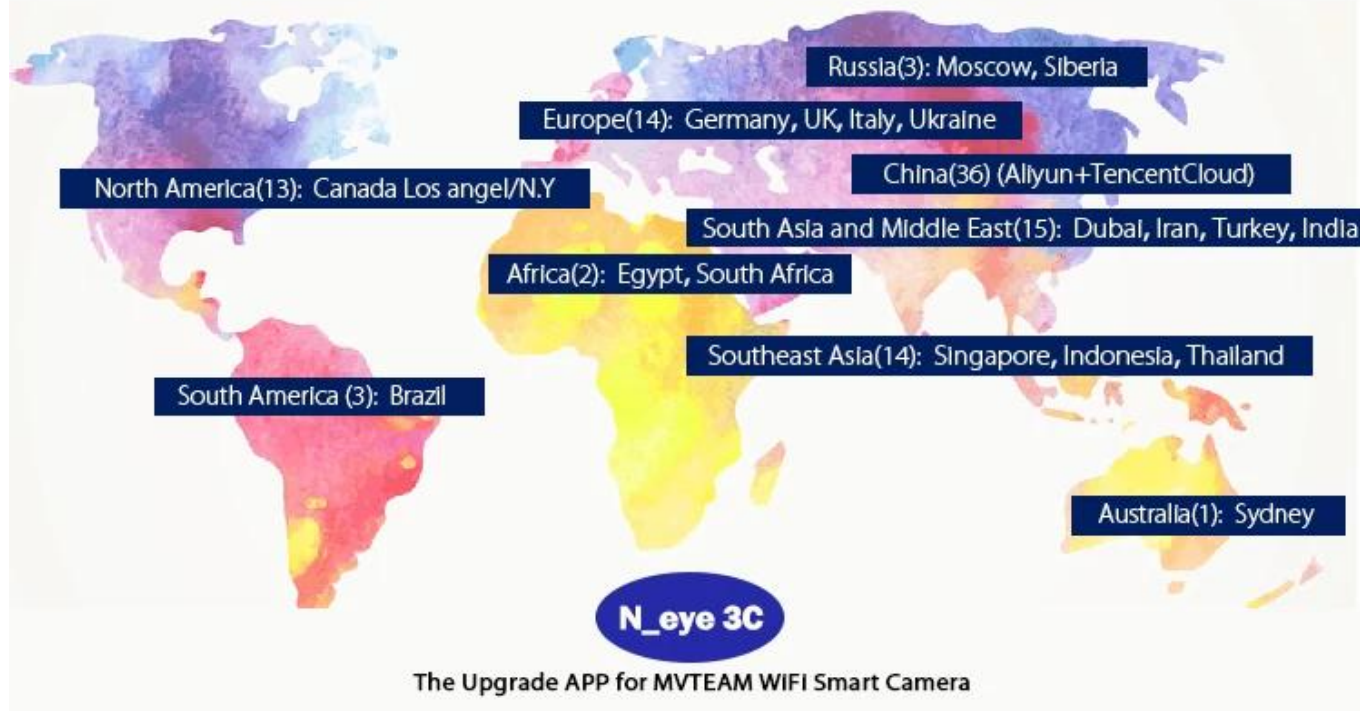 Russia(3): Moscow, Siberia
Europe(14): Germany, UK, Italy, Ukraine
China(36) (Aliyun+TencentCloud)
North America(13): Canada Los angel/N.Y
South Asia and Middle East(15): Dubai, Iran, Turkey, India
Africa(2): Egypt, South Africa
Southeast Asia(14): Singapore, Indonesia, Thailand
South America (3): Brazil
Australia(1): Sydney
N_eye 3C
The Upgrade APP for MVTEAM WiFi Smart Camera